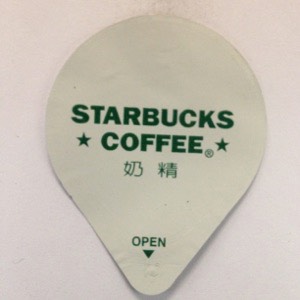 STARBUCKS
★ COFFEE® ★
奶精
OPEN
▼